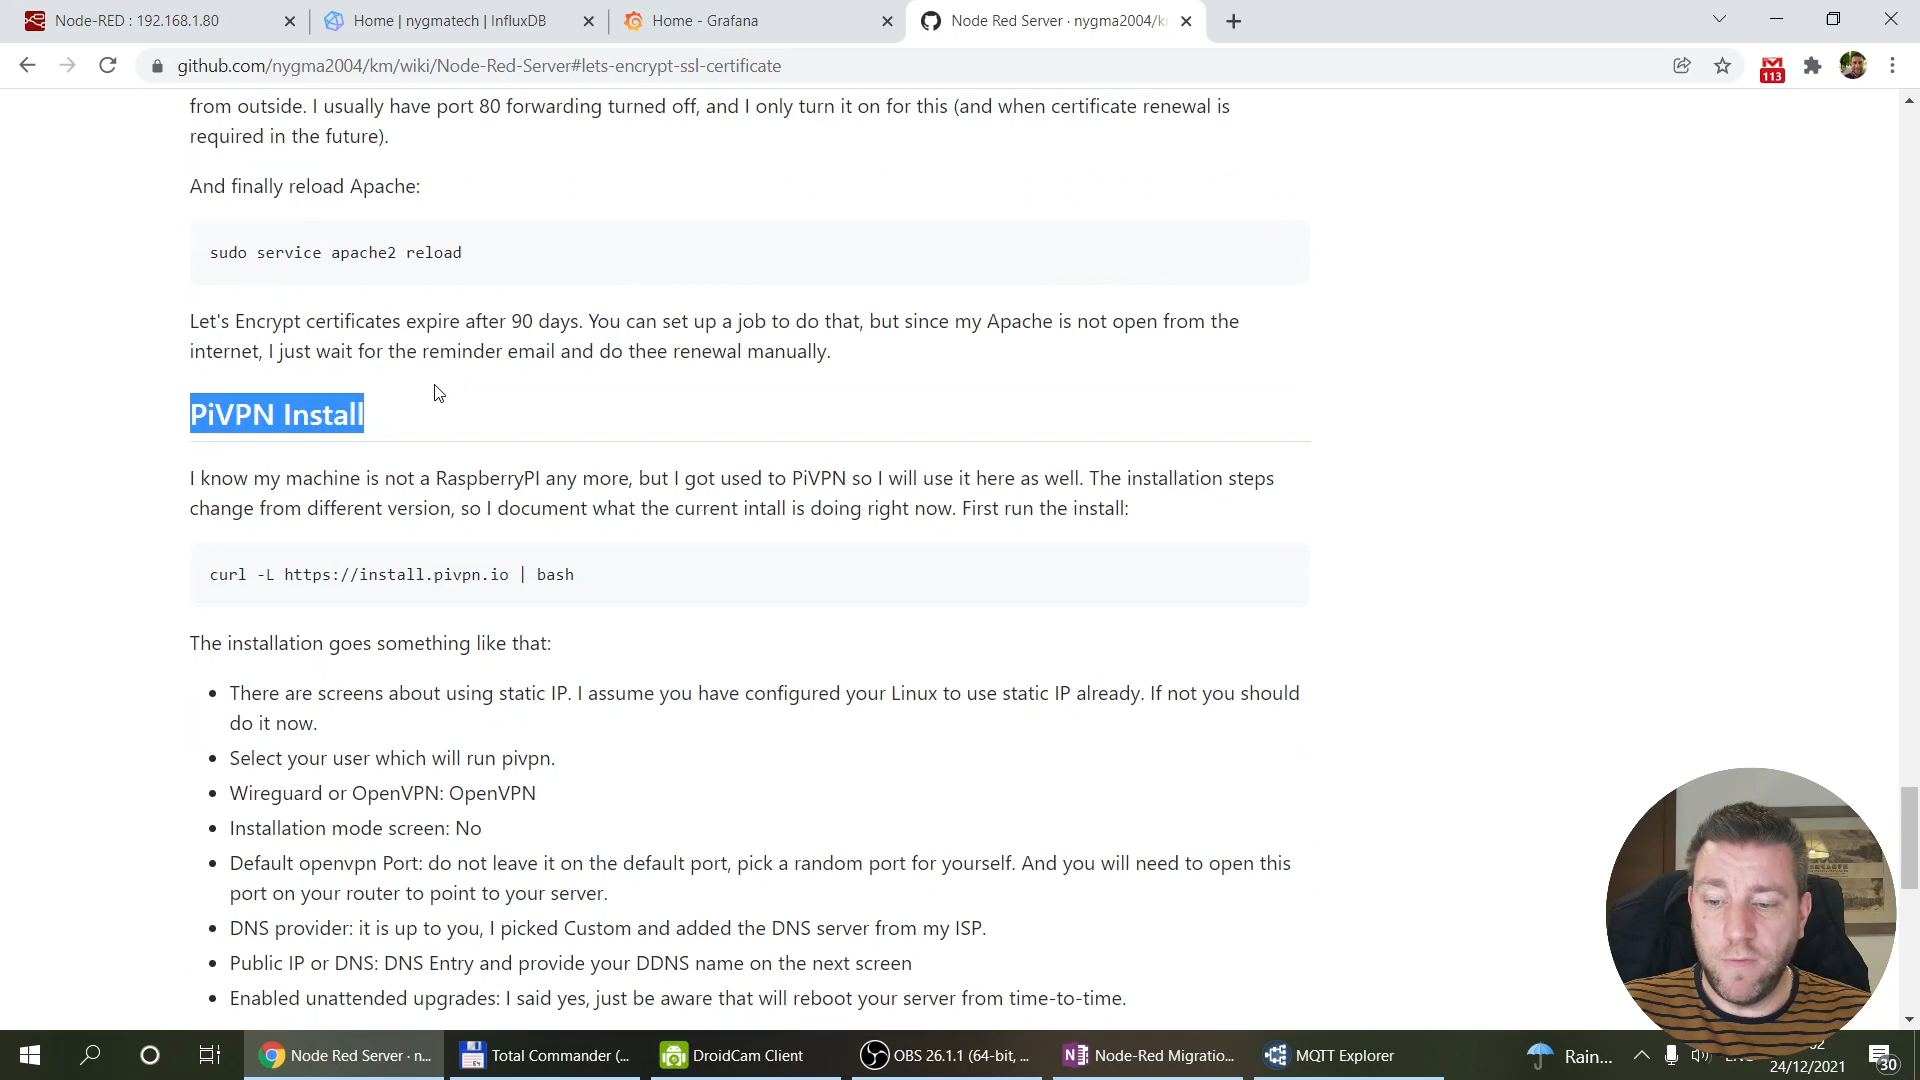 Node-RED : 192.168.1.80
Home | nygmatech | InfluxDB
Home - Grafana
Node Red Server · nygma2004/k
github.com/nygma2004/km/wiki/Node-Red-Server#lets-encrypt-ssl-certificate
113
from outside. I usually have port 80 forwarding turned off, and I only turn it on for this (and when certificate renewal is
required in the future).
And finally reload Apache:
sudo service apache2 reload
Let's Encrypt certificates expire after 90 days. You can set up a job to do that, but since my Apache is not open from the
internet, I just wait for the reminder email and do thee renewal manually.
PiVPN Install
I know my machine is not a RaspberryPI any more, but I got used to PiVPN so I will use it here as well. The installation steps
change from different version, so I document what the current intall is doing right now. First run the install:
curl -L https://install.pivpn.io | bash
The installation goes something like that:
• There are screens about using static IP. I assume you have configured your Linux to use static IP already. If not you should
do it now.
• Select your user which will run pivpn.
• Wireguard or OpenVPN: OpenVPN
• Installation mode screen: No
• Default openvpn Port: do not leave it on the default port, pick a random port for yourself. And you will need to open this
port on your router to point to your server.
• DNS provider: it is up to you, I picked Custom and added the DNS server from my ISP.
• Public IP or DNS: DNS Entry and provide your DDNS name on the next screen
• Enabled unattended upgrades: I said yes, just be aware that will reboot your server from time-to-time.
Node Red Server · n...
Total Commander (...
DroidCam Client
OBS 26.1.1 (64-bit, ...
Node-Red Migratio...
MQTT Explorer
Rain...
24/12/2021
30